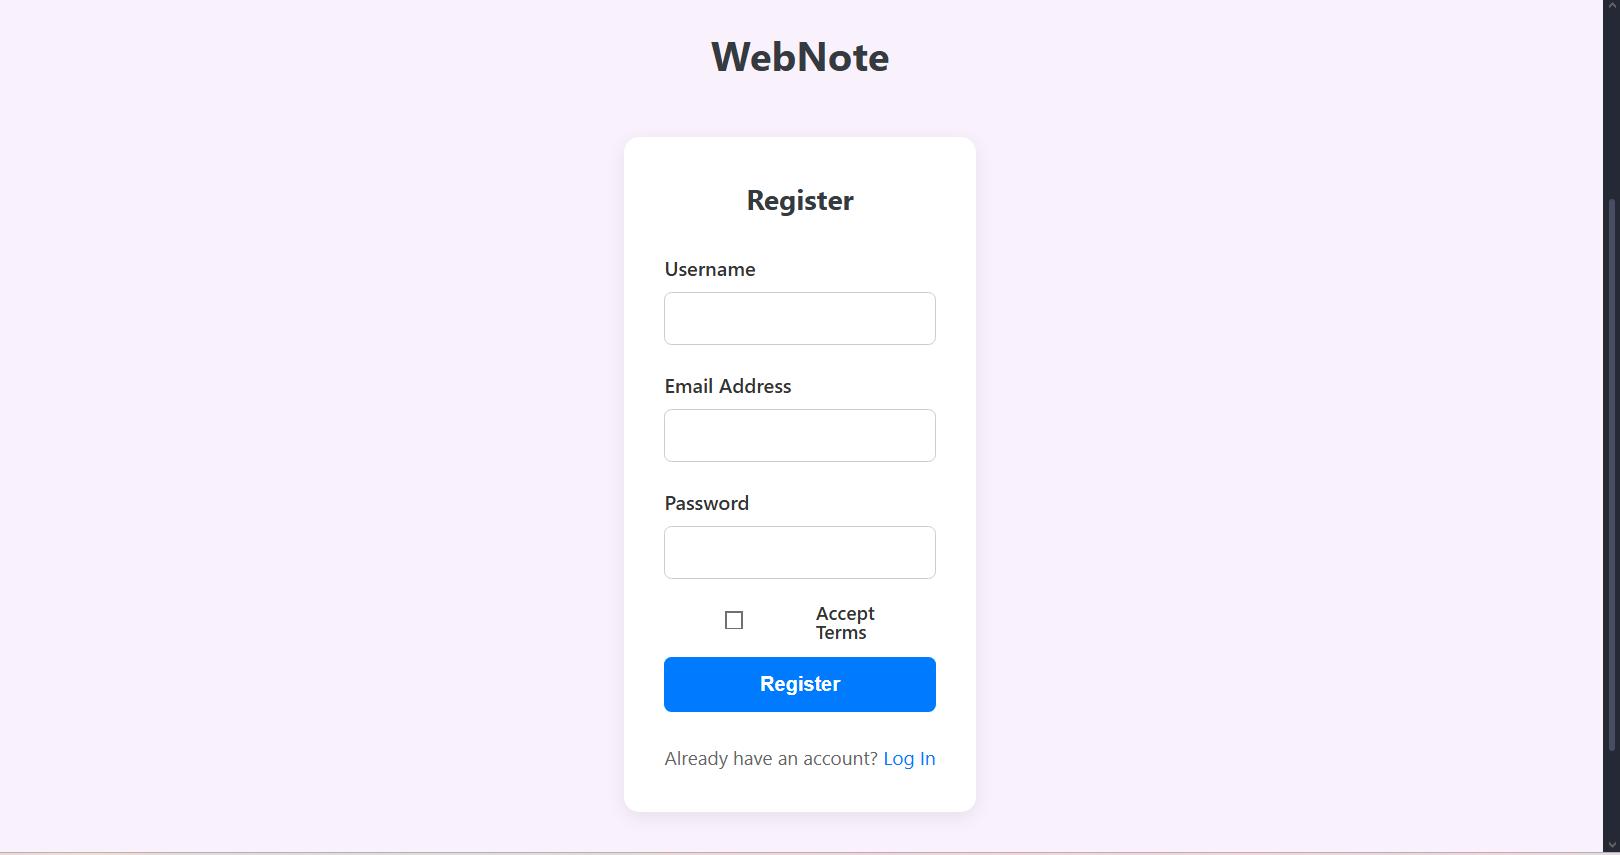 WebNote
Register
Username
Email Address
Password
Accept
Terms
Register
Already have an account? Log In